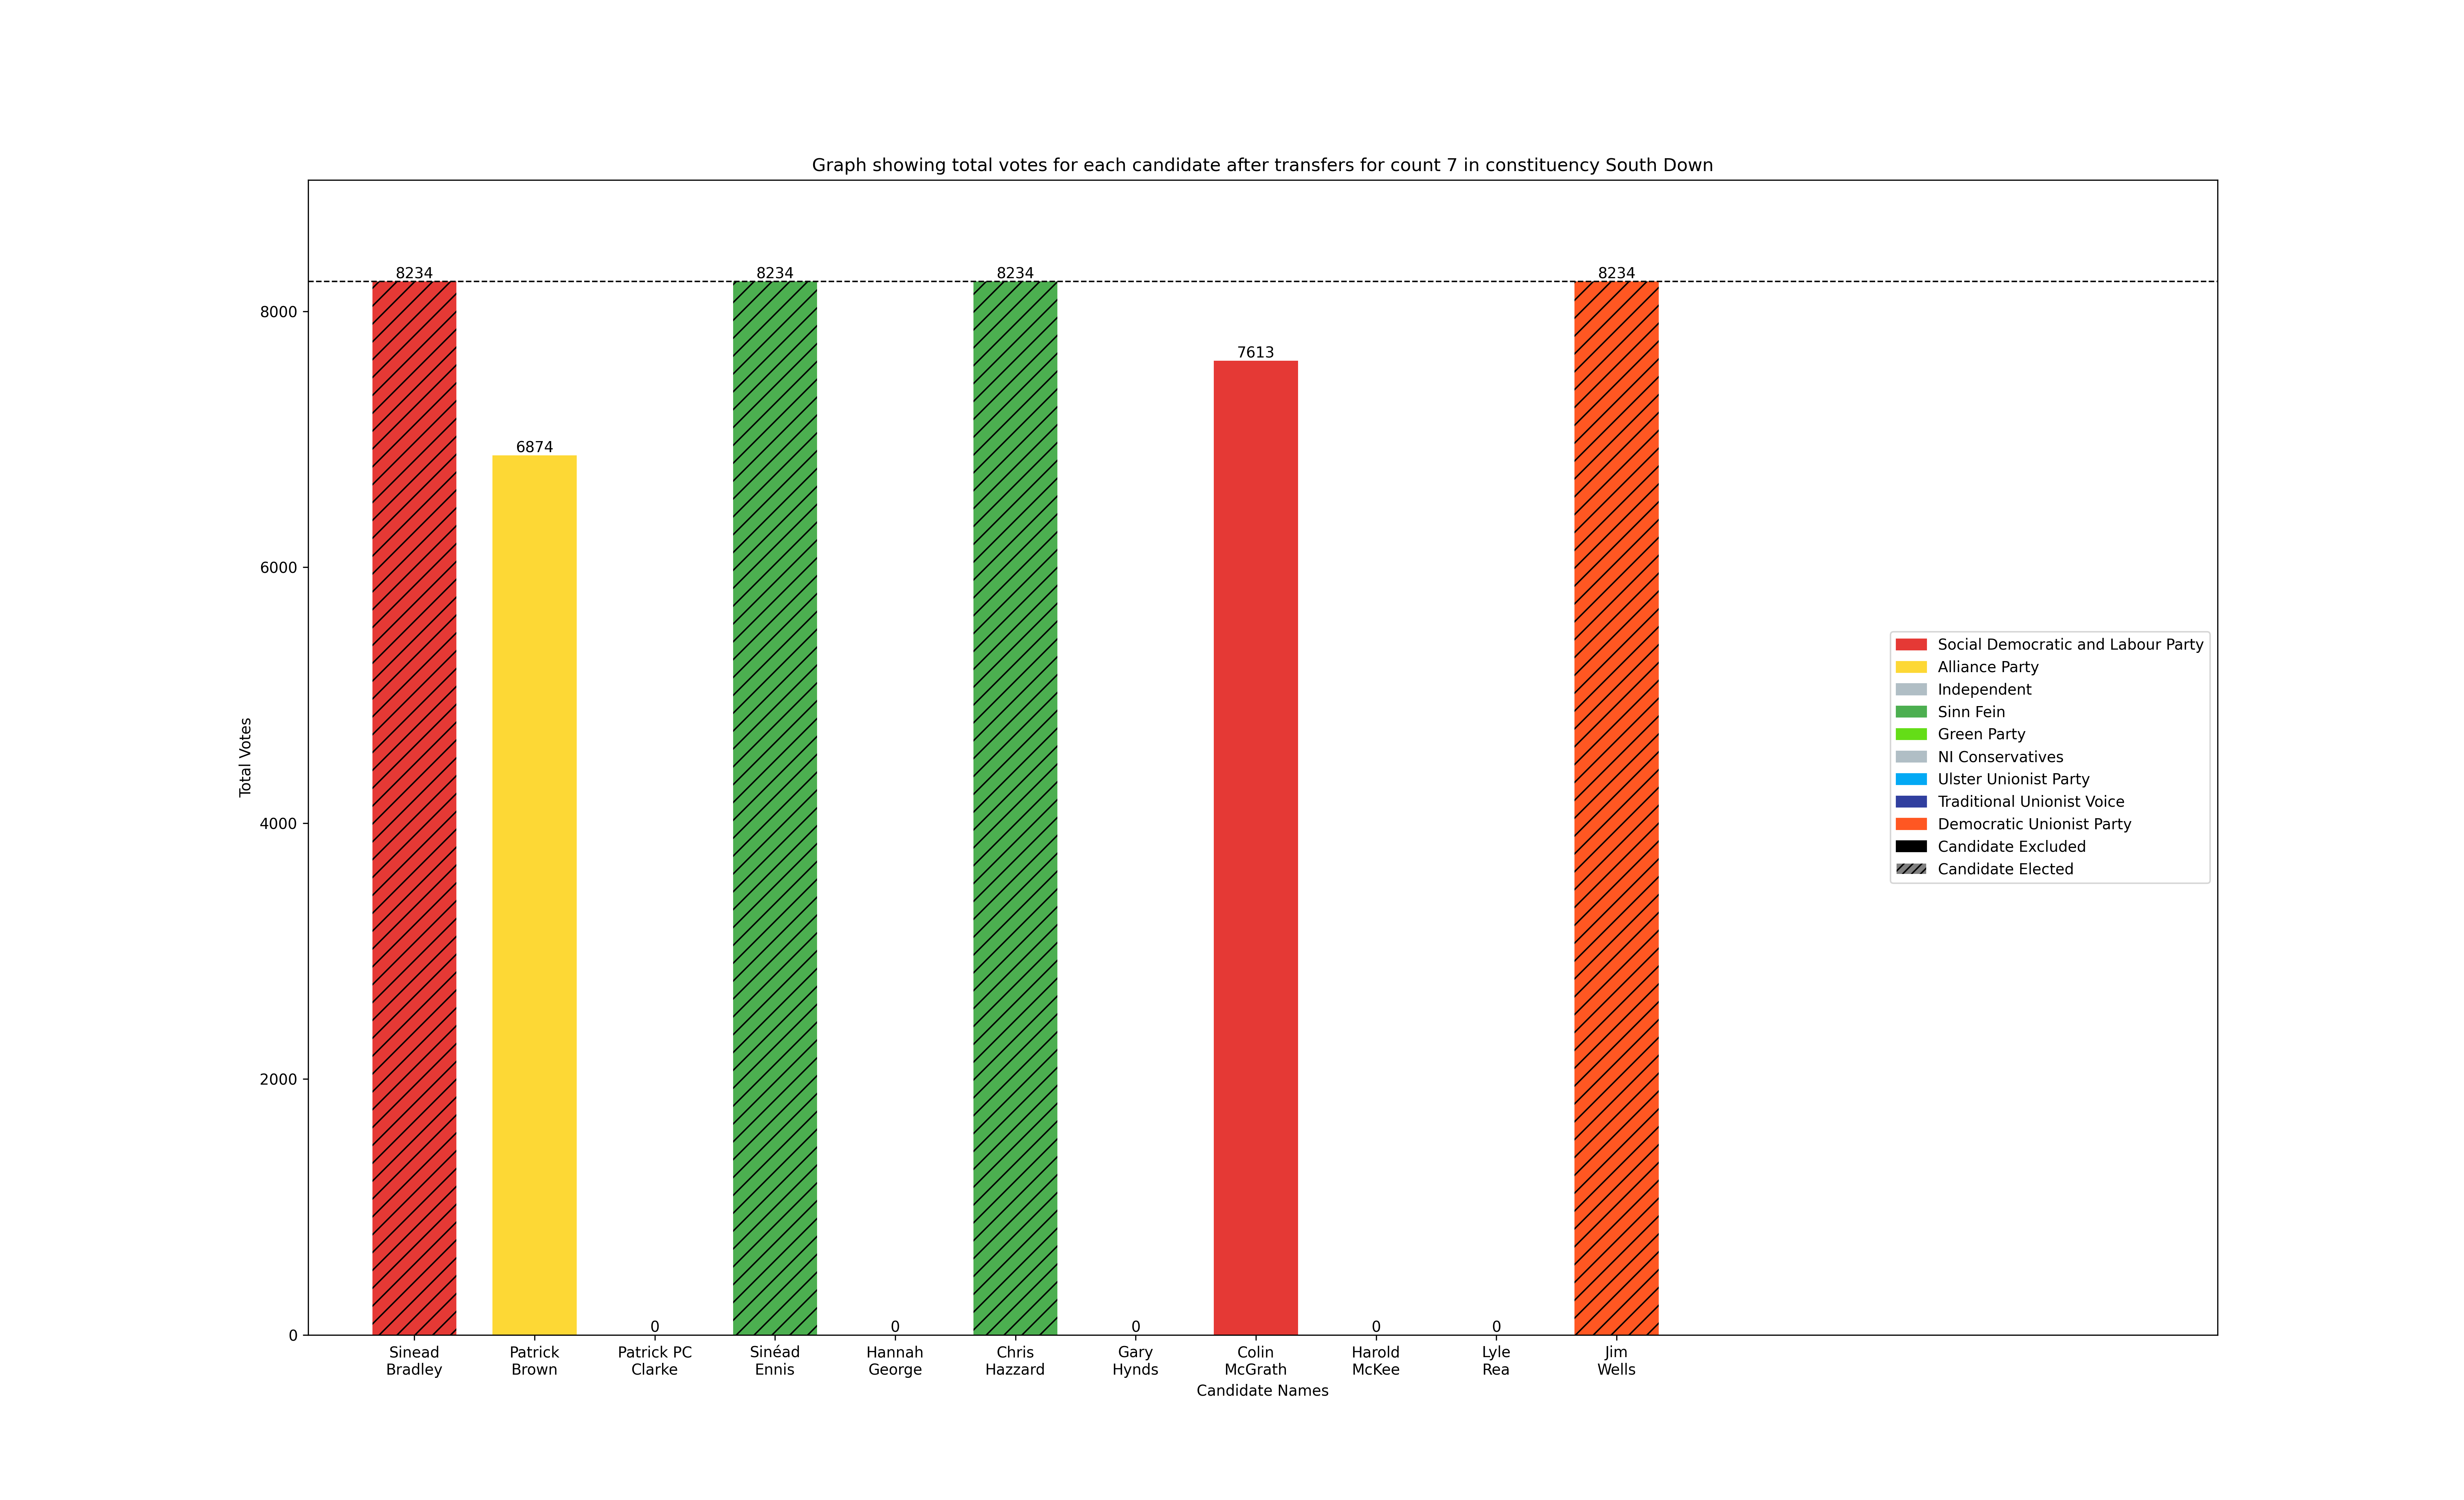 Graph showing total votes for each candidate after transfers for count 7 in constituency South Down
8234
8234
8234
8234
7613
6874
0
0
0
0
0
8000
6000
4000
2000
0
Total Votes
Sinead
Bradley
Patrick
Brown
Patrick PC
Clarke
Sinéad
Ennis
Hannah
George
Chris
Hazzard
Gary
Hynds
Colin
McGrath
Harold
McKee
Lyle
Rea
Jim
Wells
Candidate Names
Social Democratic and Labour Party
Alliance Party
Independent
Sinn Fein
Green Party
NI Conservatives
Ulster Unionist Party
Traditional Unionist Voice
Democratic Unionist Party
Candidate Excluded
Candidate Elected